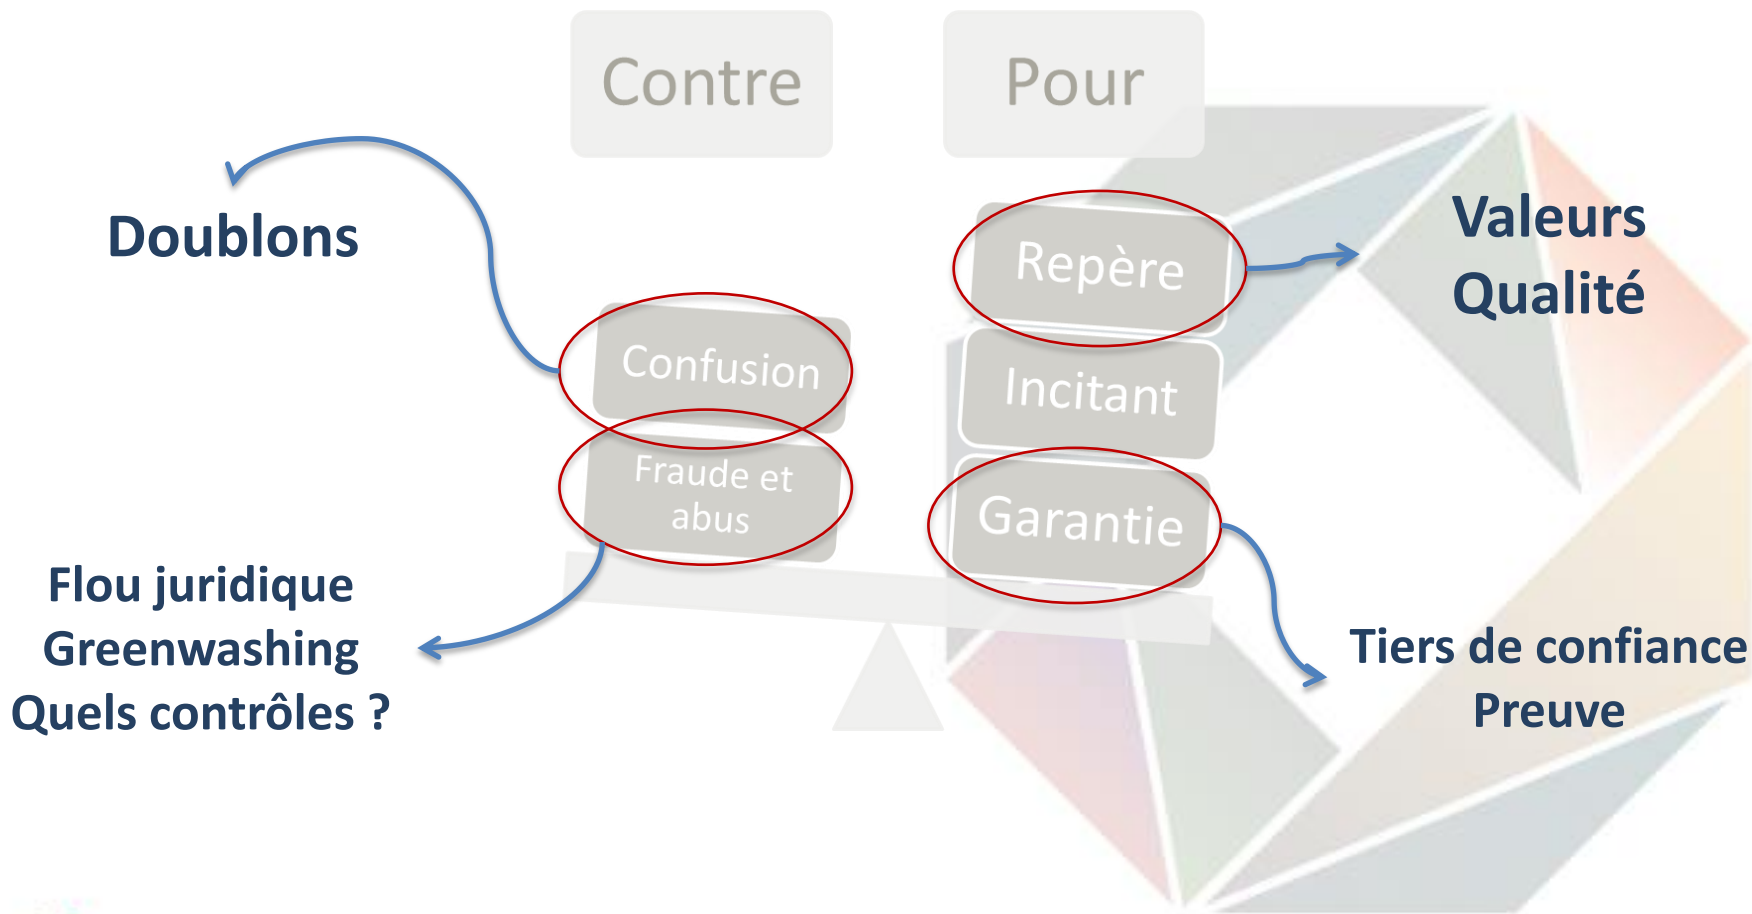 Contre
Pour
Doublons
Confusion
Fraude et
abus
Flou juridique
Greenwashing
Quels contrôles ?
Repère
Incitant
Garantie
Valeurs
Qualité
Tiers de confiance
Preuve